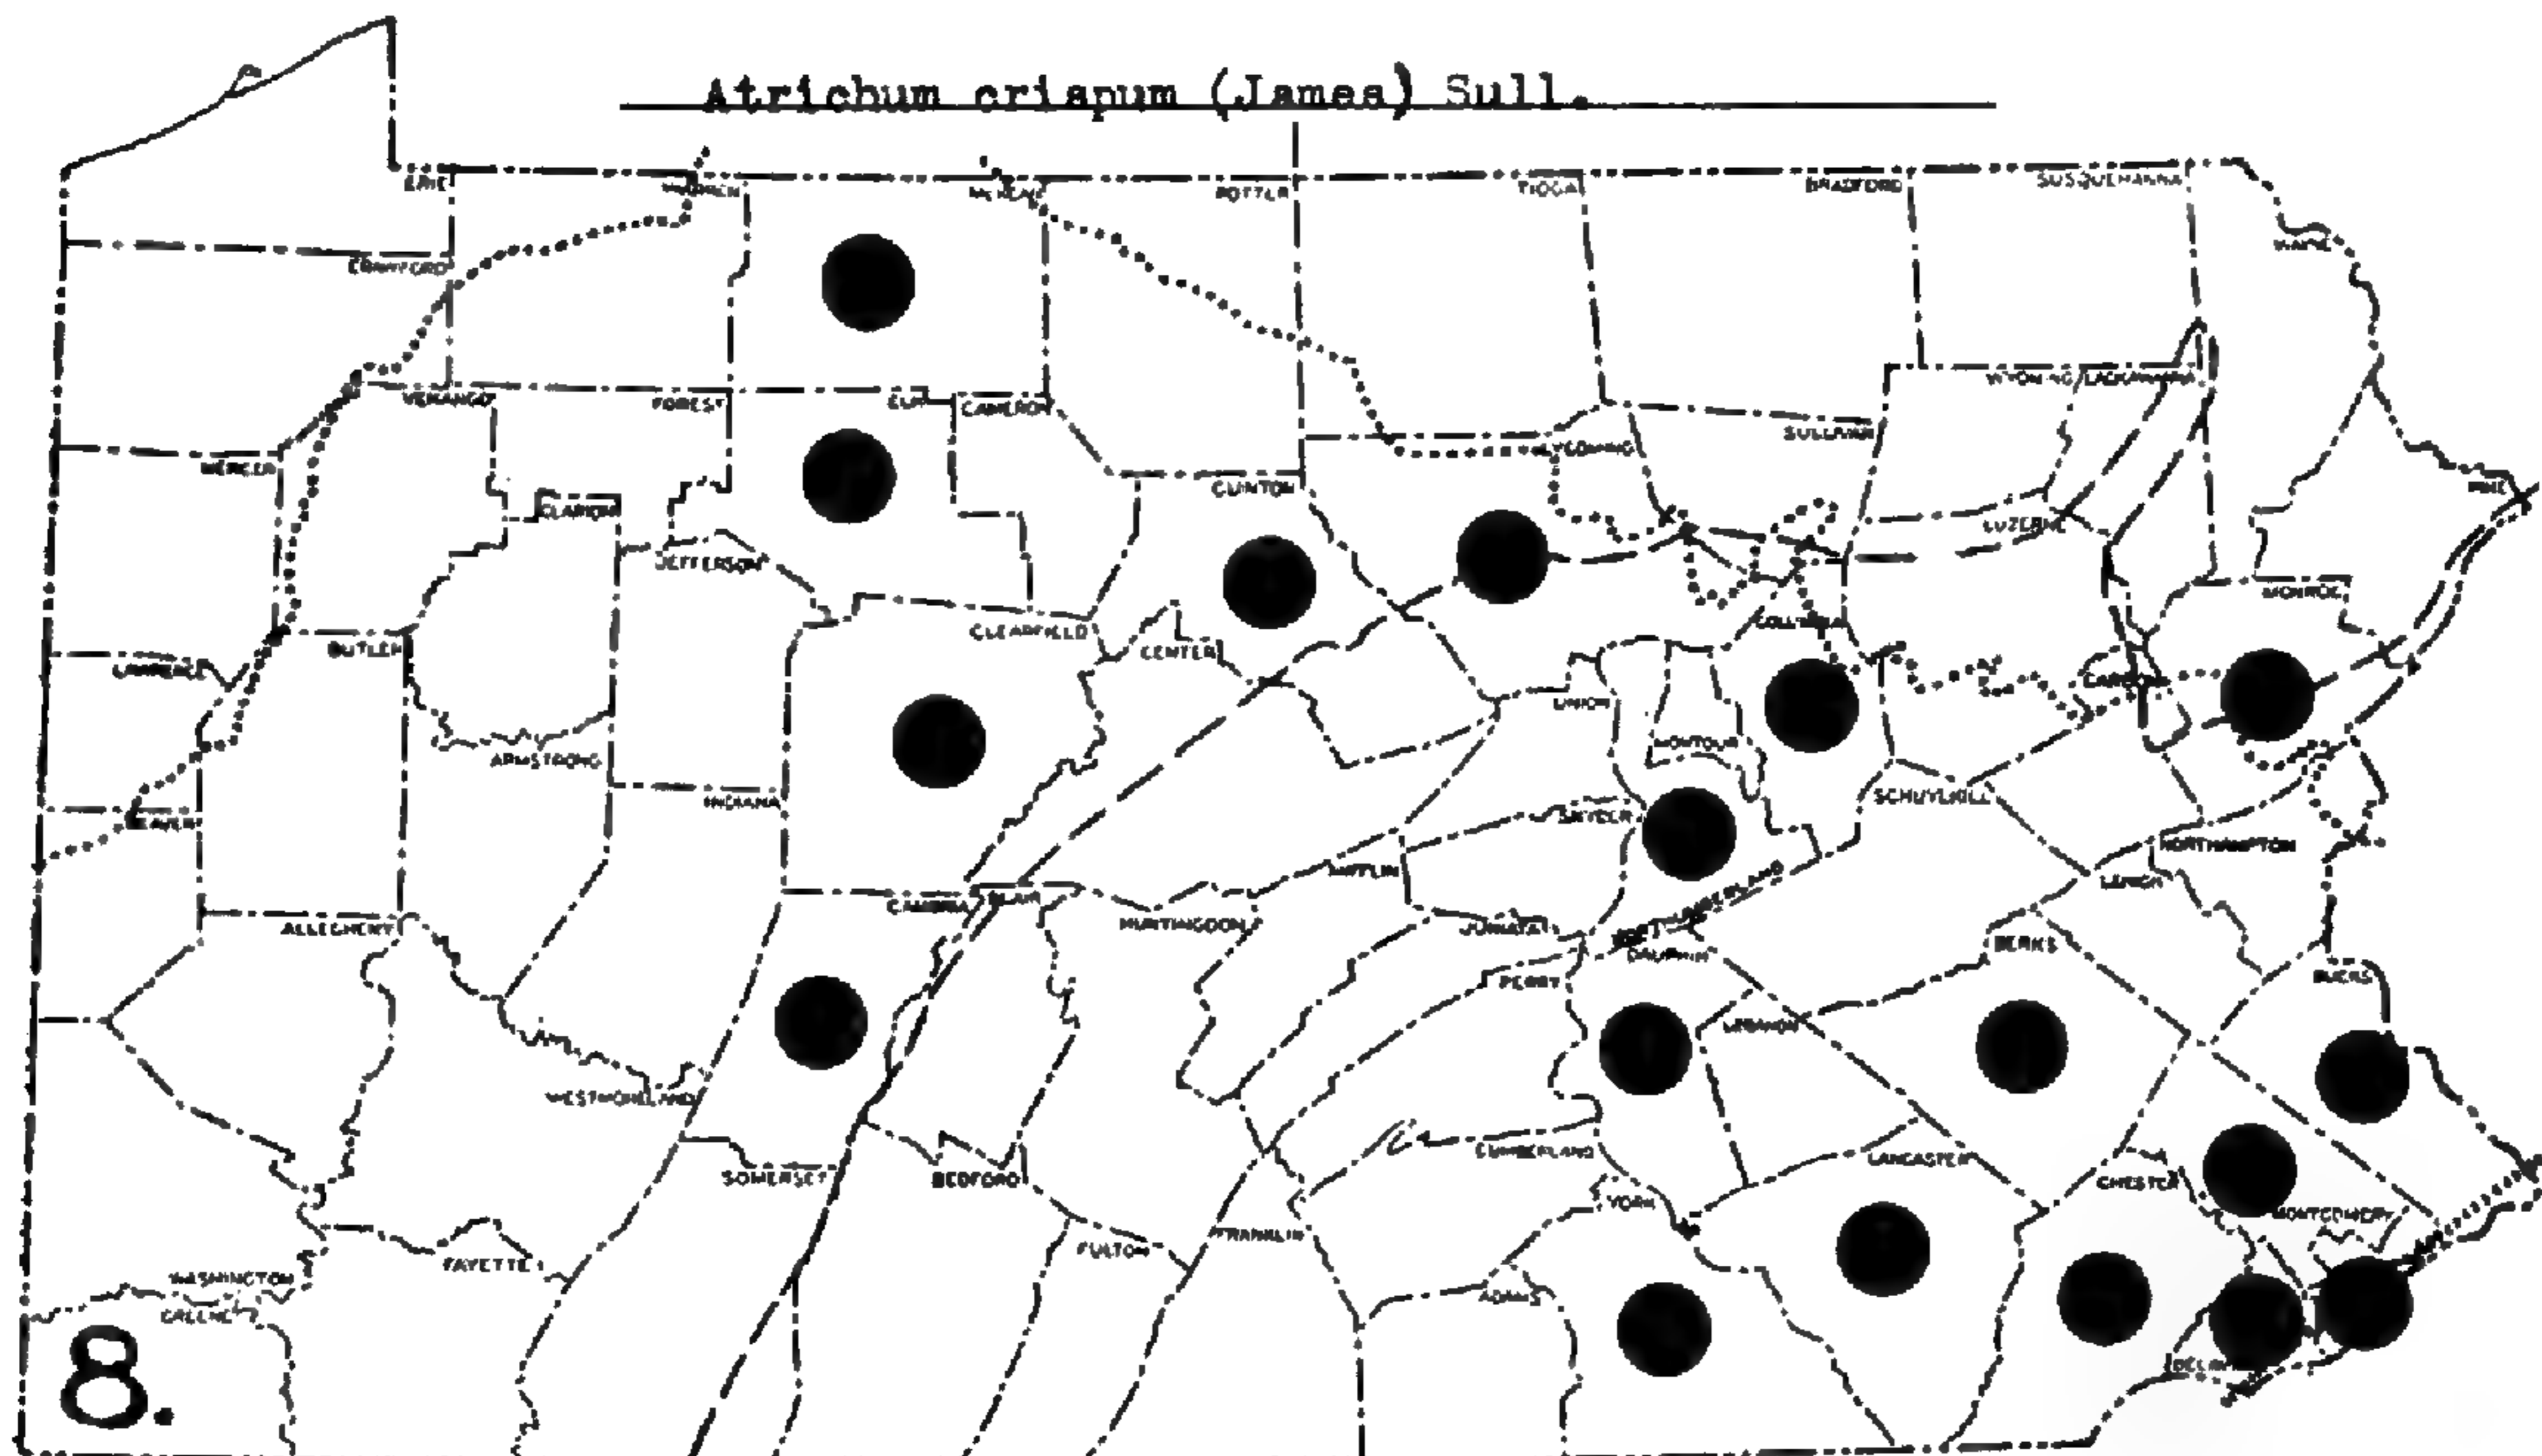 Atrichum crispum (James) Sull.
ERIE
WARREN
McKEAN
POTTER
TIOGA
BRADFORD
SUSQUEHANNA
WAYNE
CRAWFORD
VENANGO
FOREST
ELK
CAMERON
WYOMING
LACKAWANNA
MERCER
LYCOMING
SULLIVAN
CLARION
CLINTON
PIKE
LUZERNE
JEFFERSON
MONROE
BUTLER
CLEARFIELD
CENTER
COLUMBIA
LAWRENCE
CARBON
UNION
ARMSTRONG
MONTOUR
INDIANA
SCHUYLKILL
BEAVER
SNYDER
NORTHAMPTON
MIFFLIN
LEHIGH
ALLEGHENY
CAMBRIA
BLAIR
HUNTINGDON
JUNIATA
BERKS
PERRY
DAUPHIN
BUCKS
LEBANON
WESTMORELAND
CUMBERLAND
LANCASTER
SOMERSET
BEDFORD
CHESTER
YORK
MONTGOMERY
FULTON
FRANKLIN
FAYETTE
WASHINGTON
ADAMS
GREENE
8.